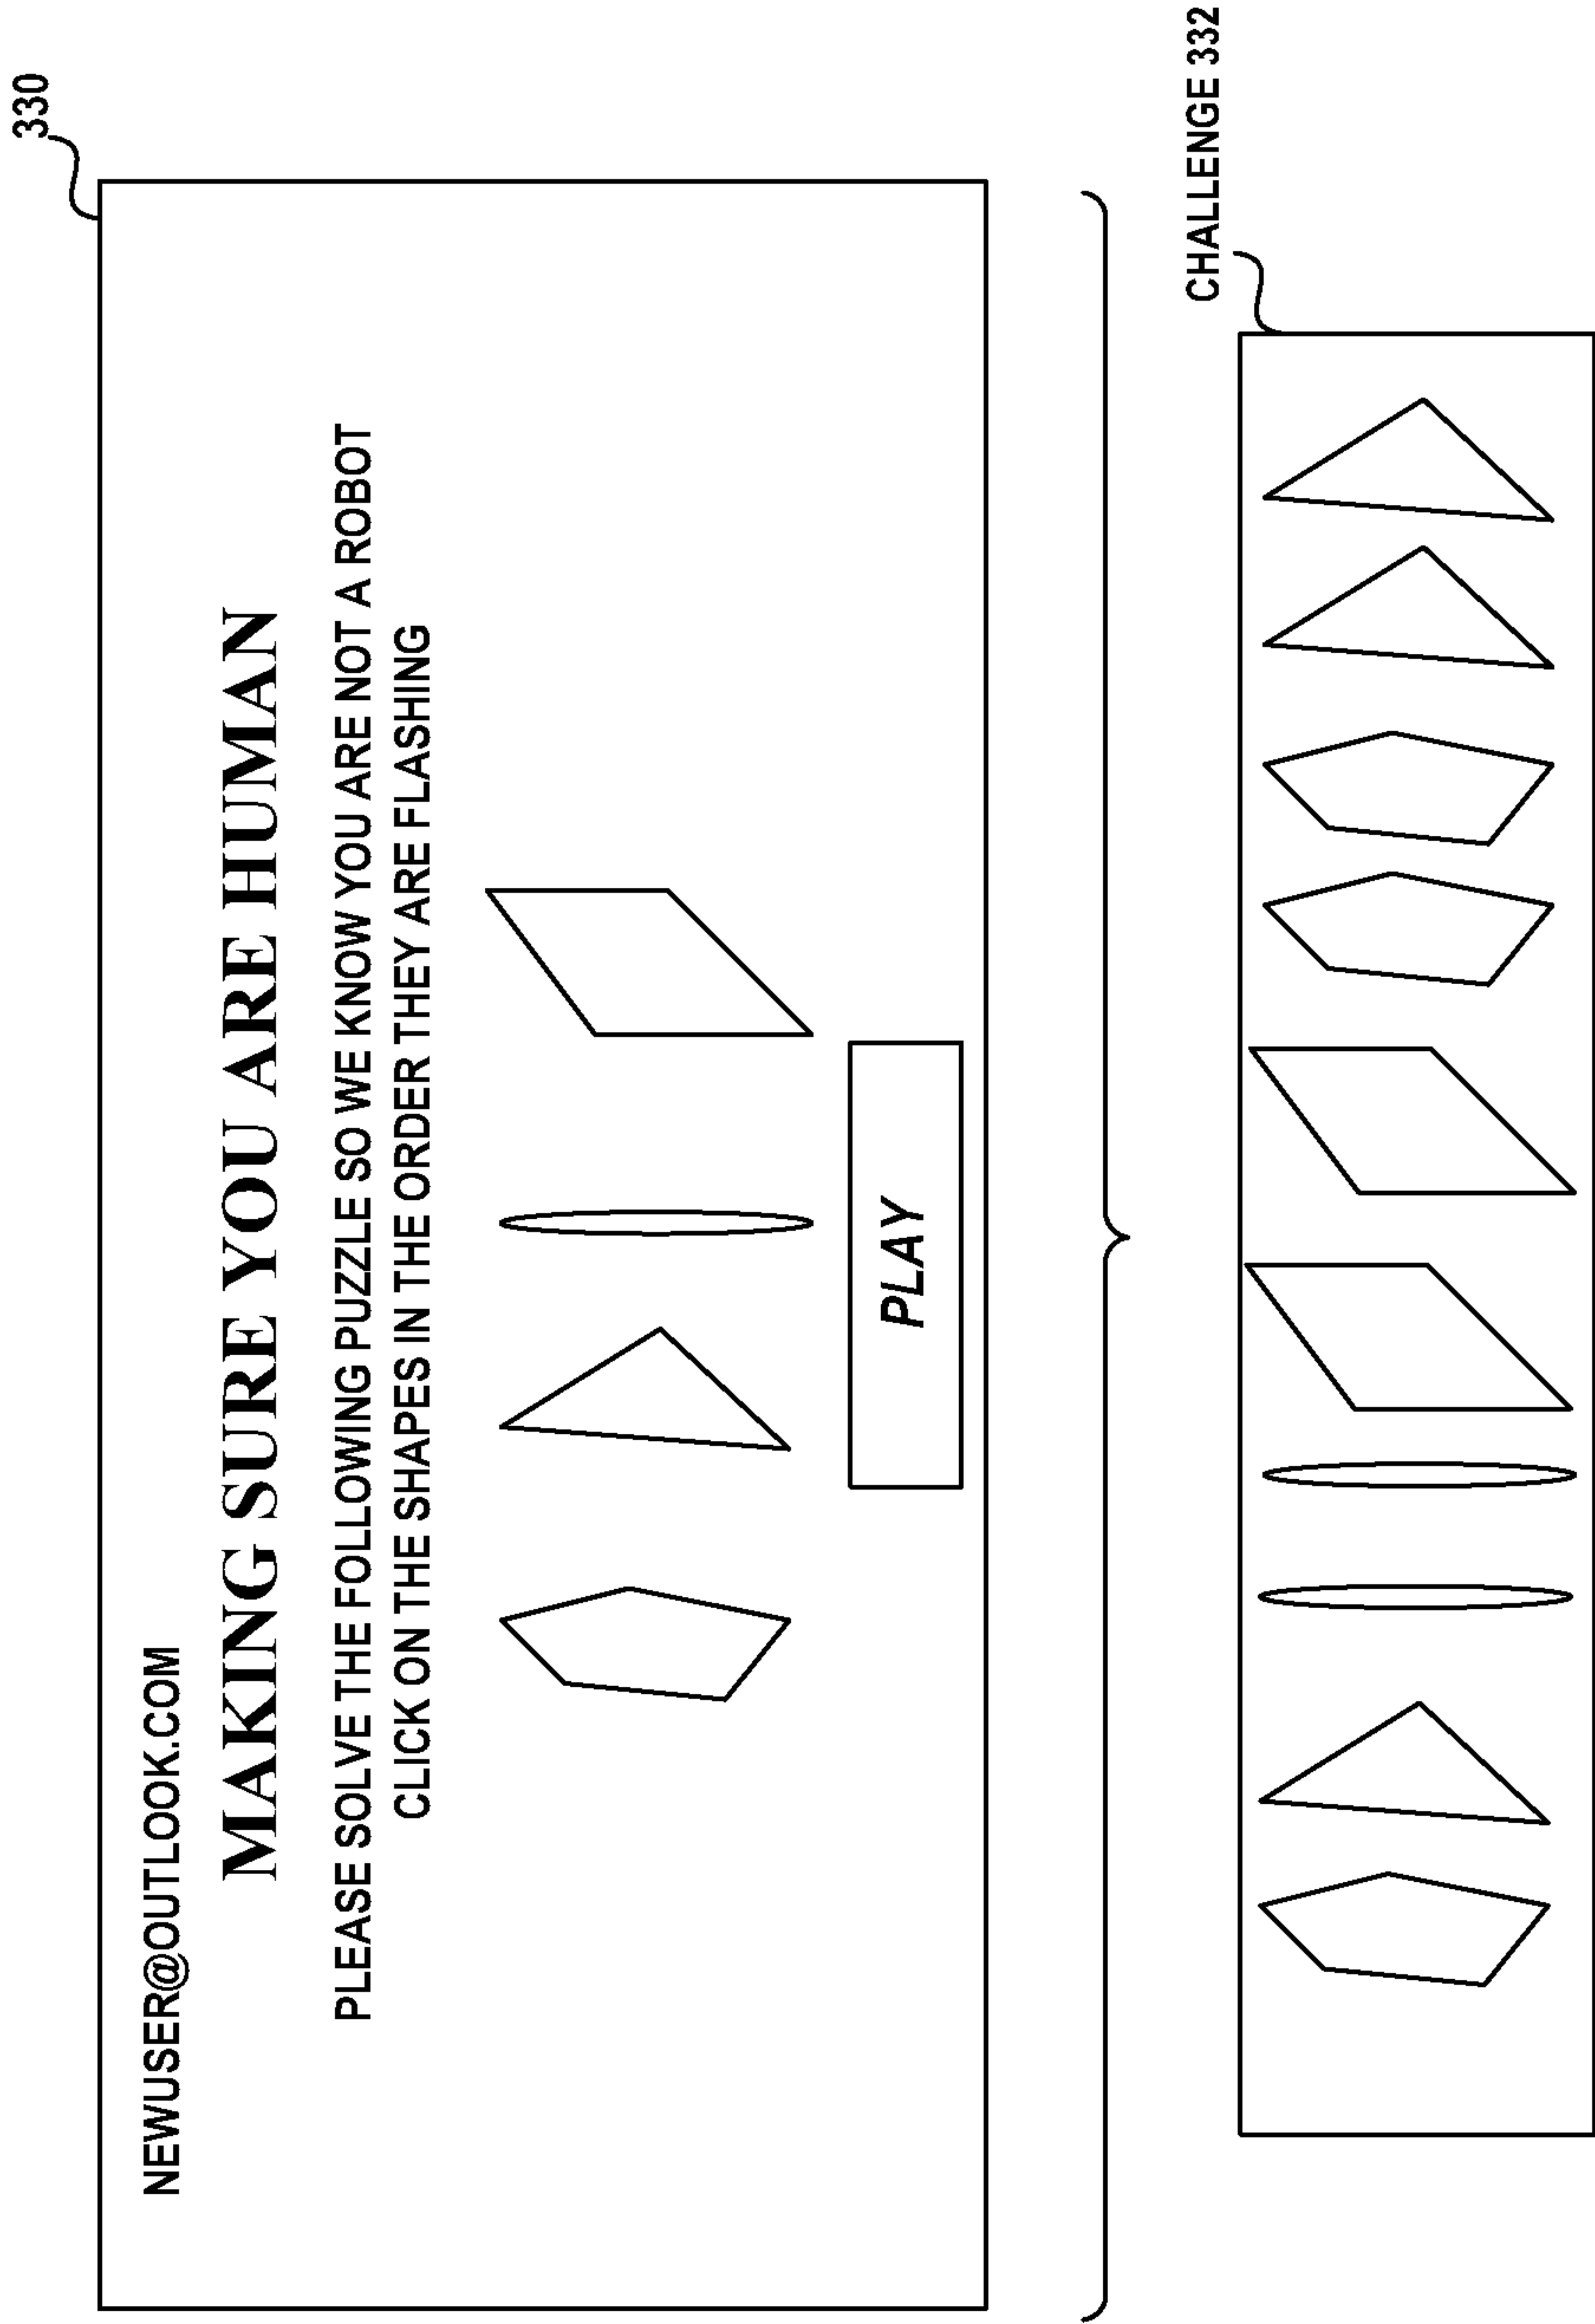 330
NEWUSER@OUTLOOK.COM
MAKING SURE YOU ARE HUMAN
PLEASE SOLVE THE FOLLOWING PUZZLE SO WE KNOW YOU ARE NOT A ROBOT
CLICK ON THE SHAPES IN THE ORDER THEY ARE FLASHING
PLAY
CHALLENGE 332